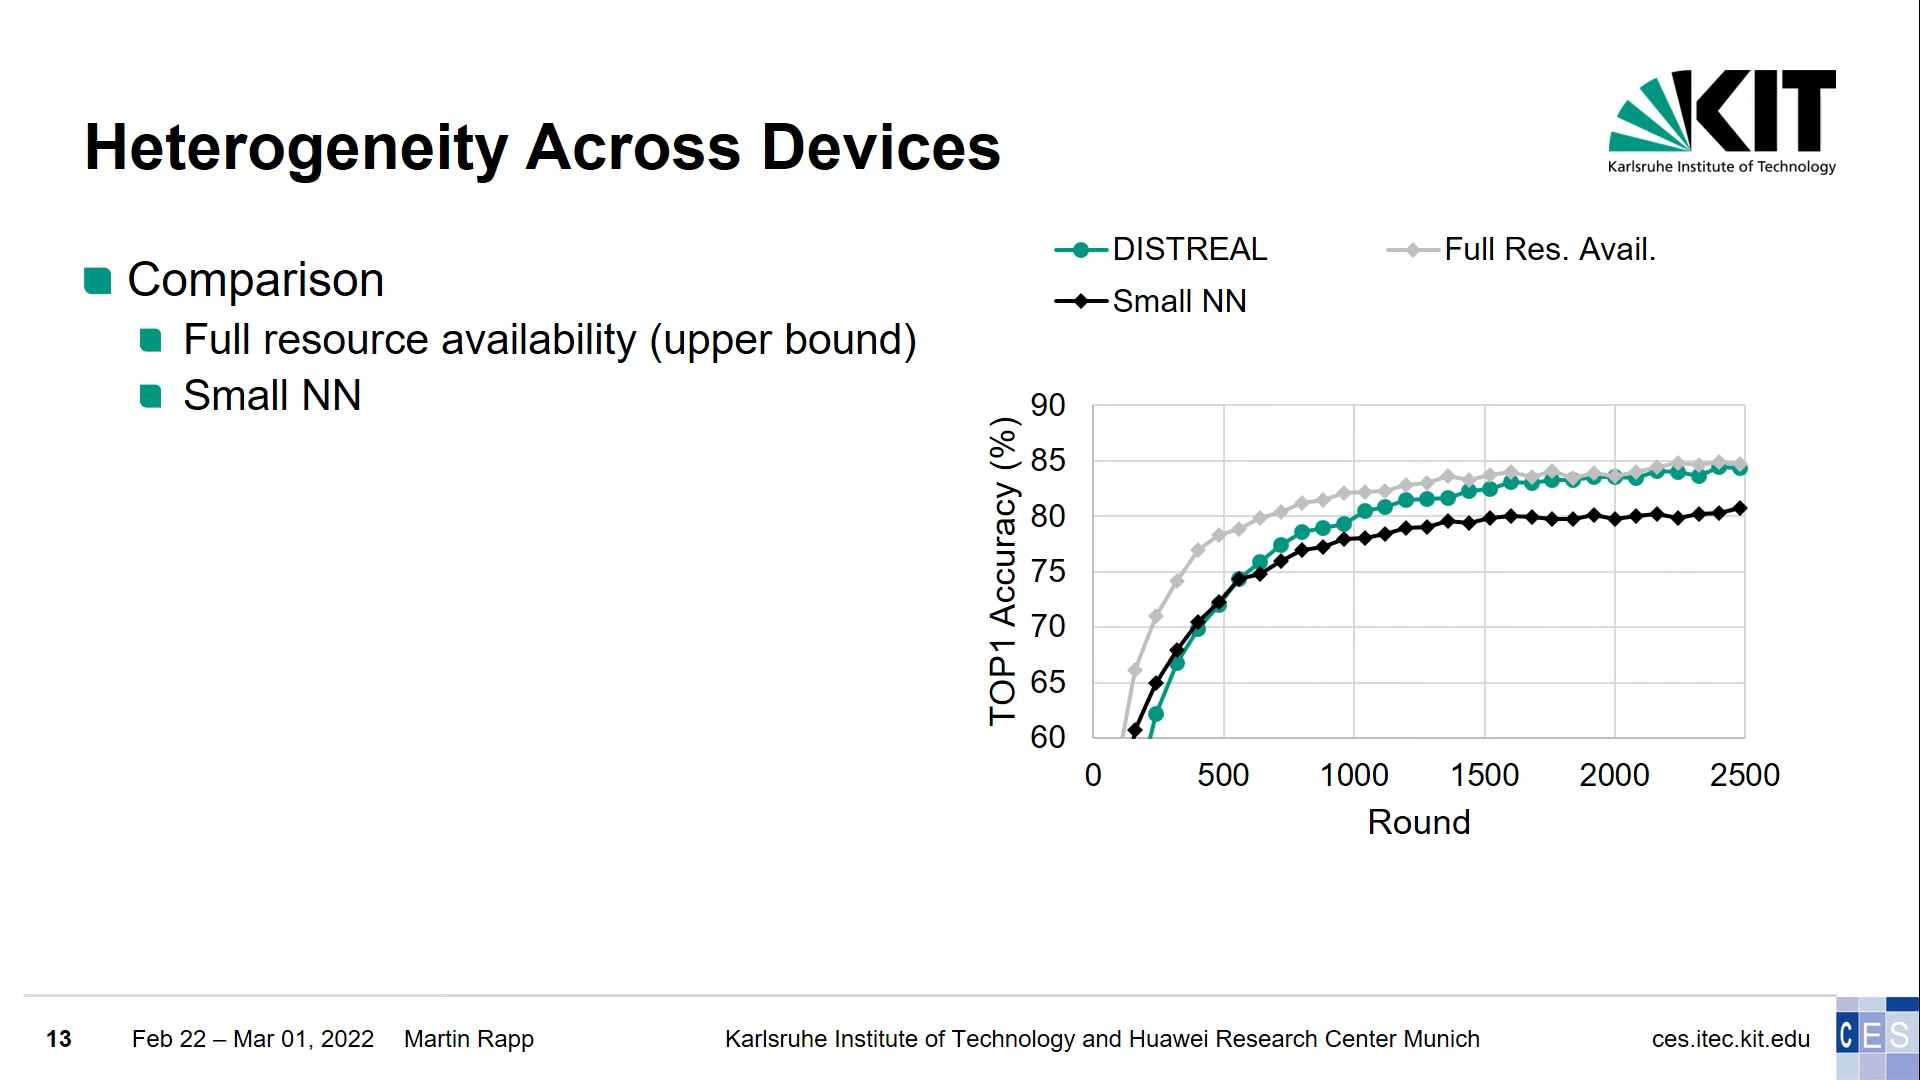 Heterogeneity Across Devices
KIT
Karlsruhe Institute of Technology
Comparison
Full resource availability (upper bound)
Small NN
DISTREAL
Full Res. Avail.
Small NN
TOP1 Accuracy (%)
90
85
80
75
70
65
60
0 500 1000 1500 2000 2500
Round
13 Feb 22 – Mar 01, 2022 Martin Rapp Karlsruhe Institute of Technology and Huawei Research Center Munich ces.itec.kit.edu CES